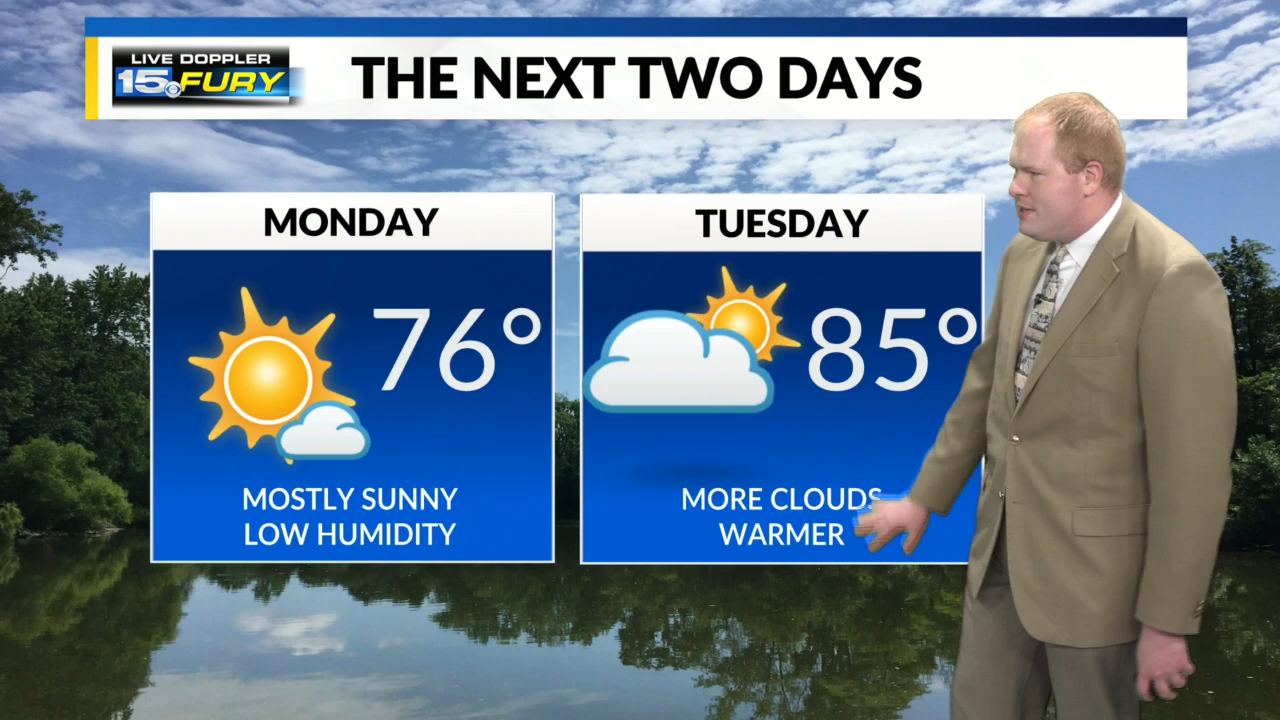 LIVE DOPPLER
15 FURY
THE NEXT TWO DAYS
MONDAY
76°
MOSTLY SUNNY
LOW HUMIDITY
TUESDAY
85°
MORE CLOUDS
WARMER